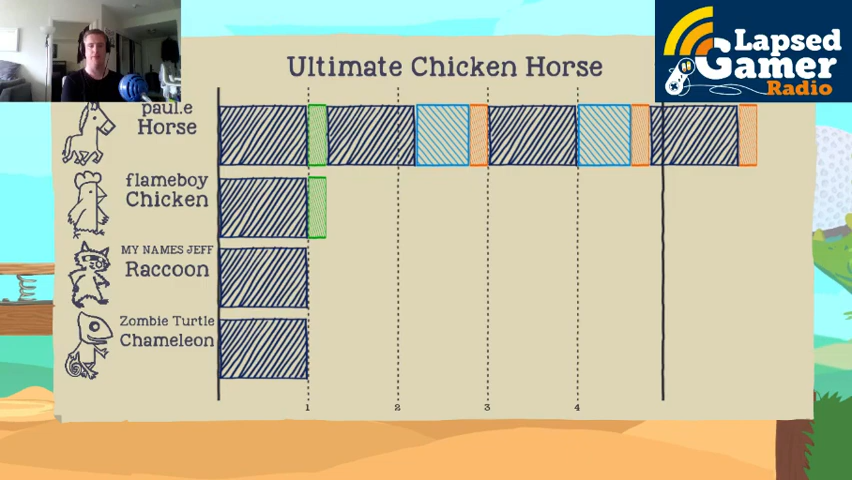 Lapsed
Gamer
Radio
Ultimate Chicken Horse
paul.e
Horse
flameboy
Chicken
MY NAMES JEFF
Raccoon
Zombie Turtle
Chameleon
1 2 3 4